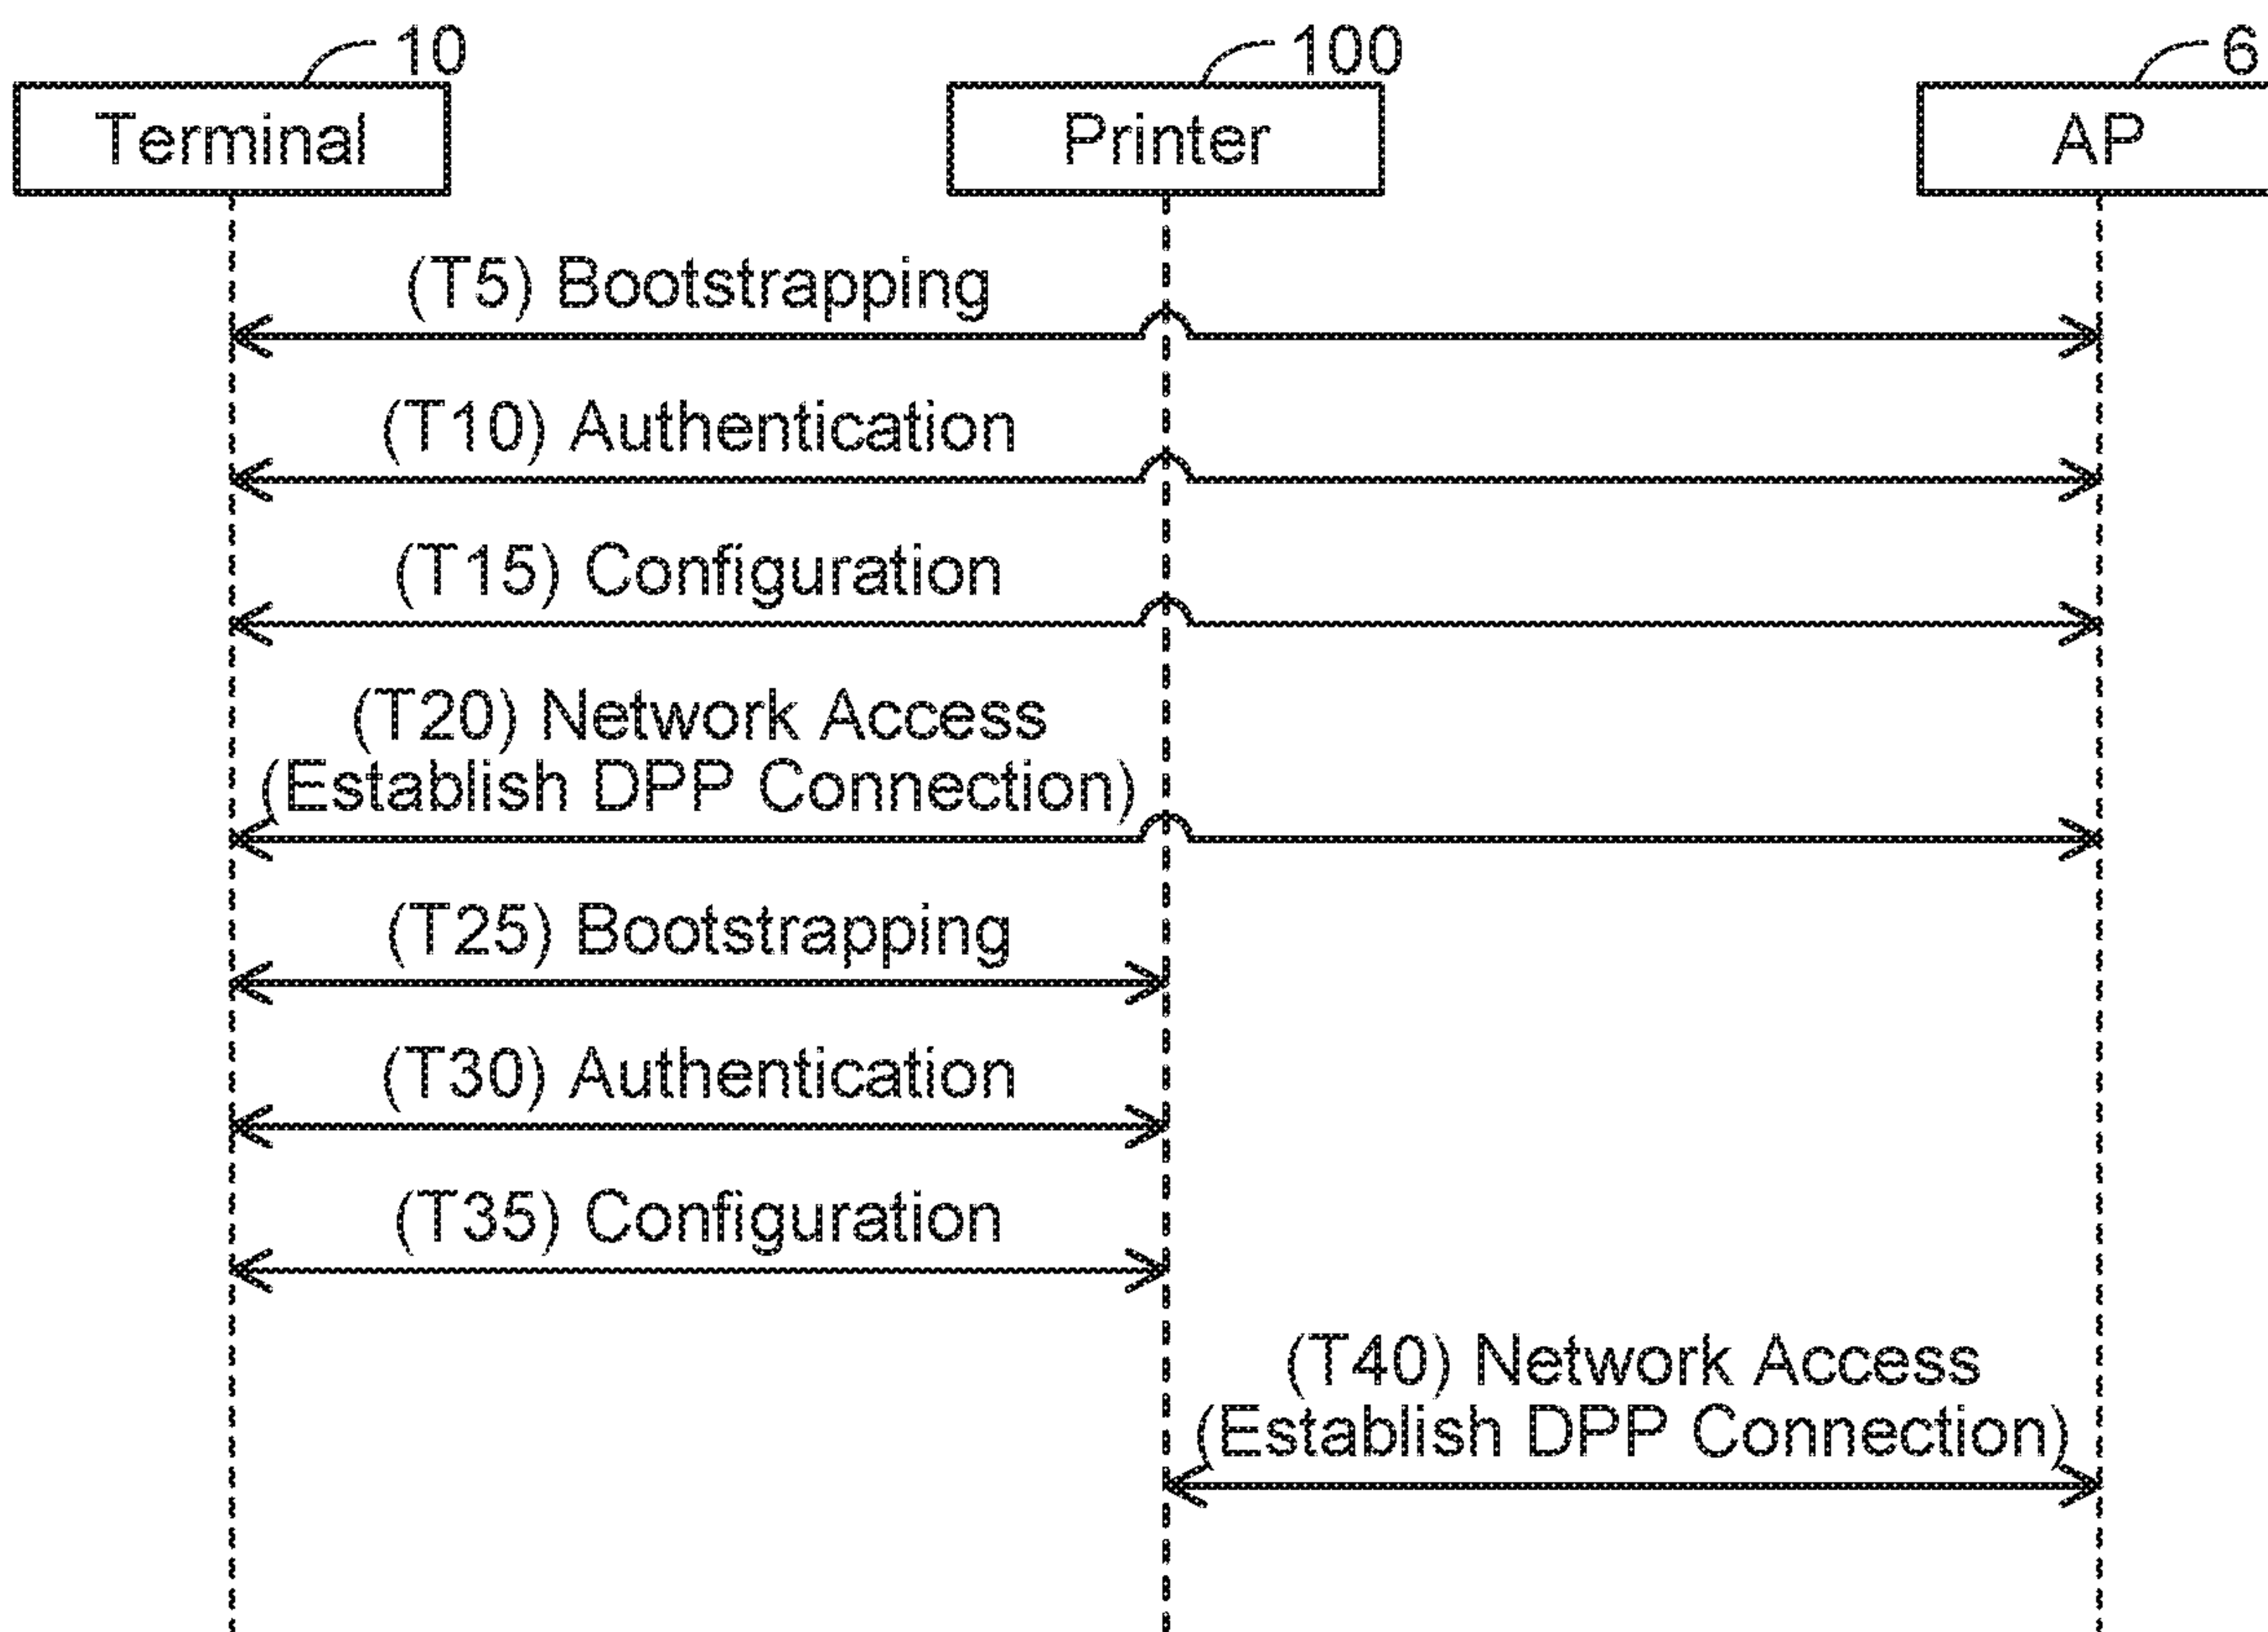 10
100
6
Terminal
Printer
AP
(T5) Bootstrapping
(T10) Authentication
(T15) Configuration
(T20) Network Access
(Establish DPP Connection)
(T25) Bootstrapping
(T30) Authentication
(T35) Configuration
(T40) Network Access
(Establish DPP Connection)